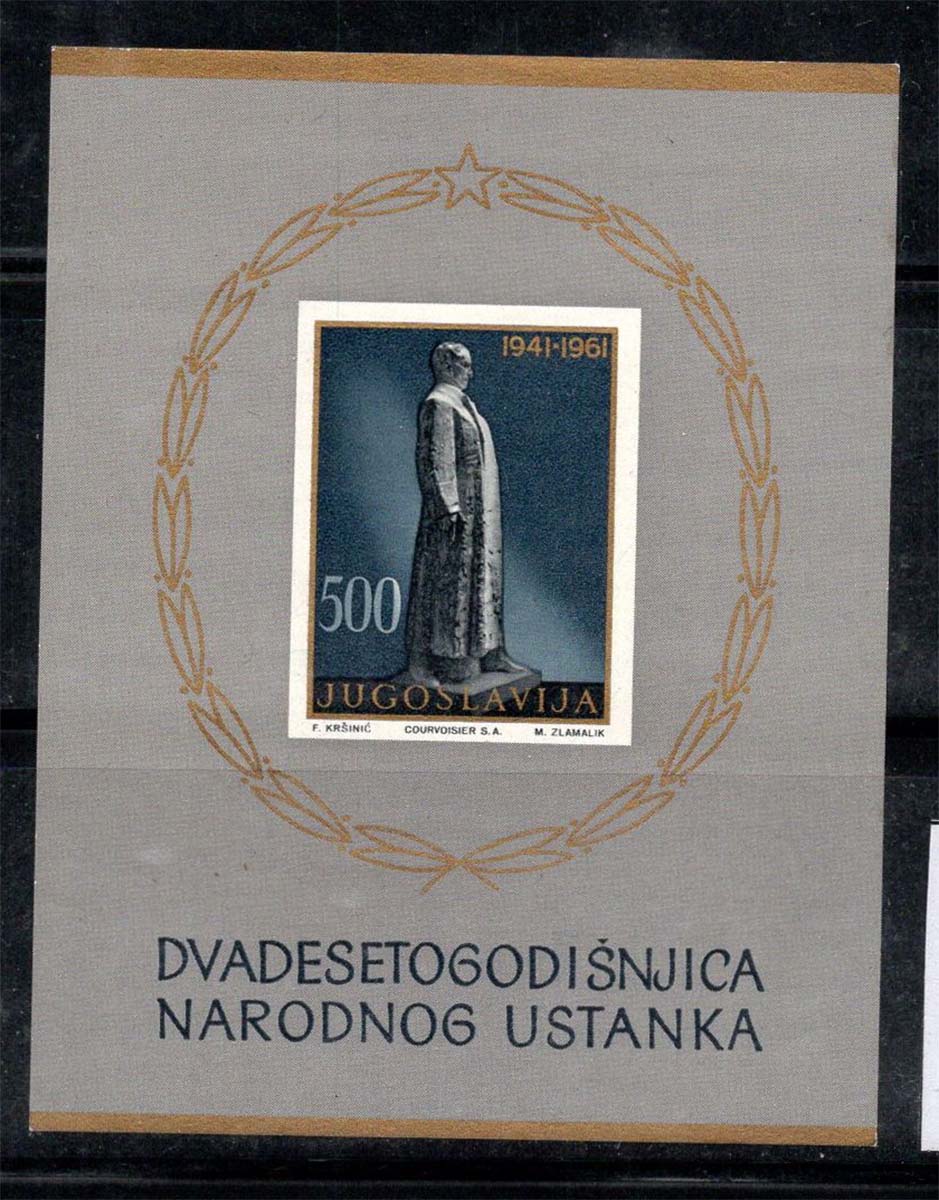 1941·1961
500
JUGOSLAVIJA
F. KRŠINIĆ COURVOISIER S.A. M. ZLAMALIK
DVADESETOGODIŠNJICA
NARODNOG USTANKA